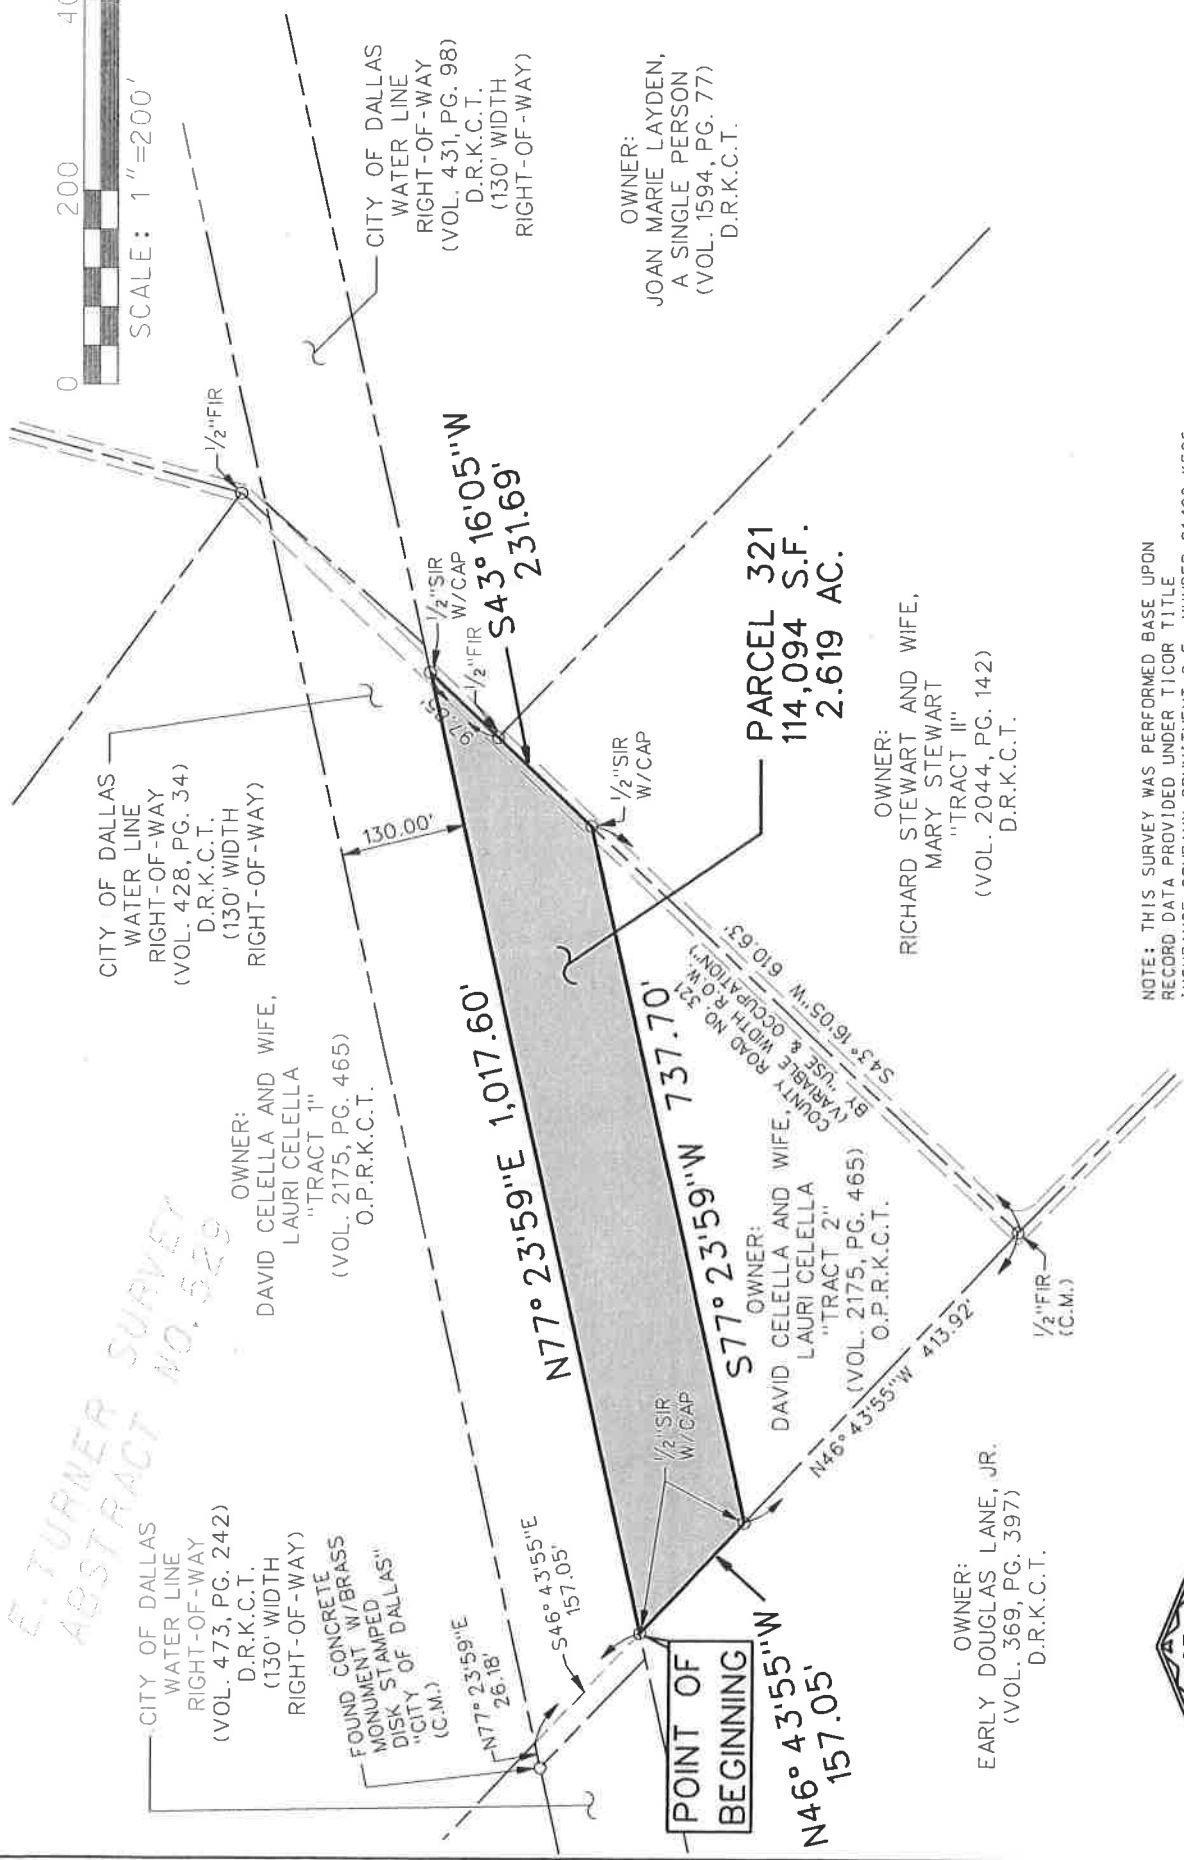 E. TURNER SURVEY
ABSTRACT NO. 529
0
200
SCALE: 1"=200'
CITY OF DALLAS
WATER LINE
RIGHT-OF-WAY
(VOL. 473, PG. 242)
D.R.K.C.T.
(130' WIDTH
RIGHT-OF-WAY)
FOUND CONCRETE
MONUMENT W/BRASS
DISK STAMPED
"CITY OF DALLAS"
(C.M.)
N77°23'59"E
26.18'
S46°43'55"E
157.05'
OWNER:
DAVID CELELLA AND WIFE,
LAURI CELELLA
"TRACT 1"
(VOL. 2175, PG. 465)
O.P.R.K.C.T.
CITY OF DALLAS
WATER LINE
RIGHT-OF-WAY
(VOL. 428, PG. 34)
D.R.K.C.T.
(130' WIDTH
RIGHT-OF-WAY)
130.00'
1/2"FIR
CITY OF DALLAS
WATER LINE
RIGHT-OF-WAY
(VOL. 431, PG. 98)
D.R.K.C.T.
(130' WIDTH
RIGHT-OF-WAY)
N77°23'59"E 1,017.60'
97.85'
1/2"SIR
W/CAP
1/2"FIR
S43°16'05"W
231.69'
OWNER:
JOAN MARIE LAYDEN,
A SINGLE PERSON
(VOL. 1594, PG. 77)
D.R.K.C.T.
1/2"SIR
W/CAP
PARCEL 321
114,094 S.F.
2.619 AC.
1/2"SIR
W/CAP
S77°23'59"W 737.70'
POINT OF
BEGINNING
N46°43'55"W
157.05'
OWNER:
DAVID CELELLA AND WIFE,
LAURI CELELLA
"TRACT 2"
(VOL. 2175, PG. 465)
O.P.R.K.C.T.
COUNTY ROAD NO. 321
(VARIABLE WIDTH R.O.W.
BY "USE & OCCUPATION")
S43°16'05"W 610.63'
OWNER:
RICHARD STEWART AND WIFE,
MARY STEWART
"TRACT II"
(VOL. 2044, PG. 142)
D.R.K.C.T.
N46°43'55"W 413.92'
1/2"FIR
(C.M.)
OWNER:
EARLY DOUGLAS LANE, JR.
(VOL. 369, PG. 397)
D.R.K.C.T.
NOTE: THIS SURVEY WAS PERFORMED BASE UPON
RECORD DATA PROVIDED UNDER TICOR TITLE